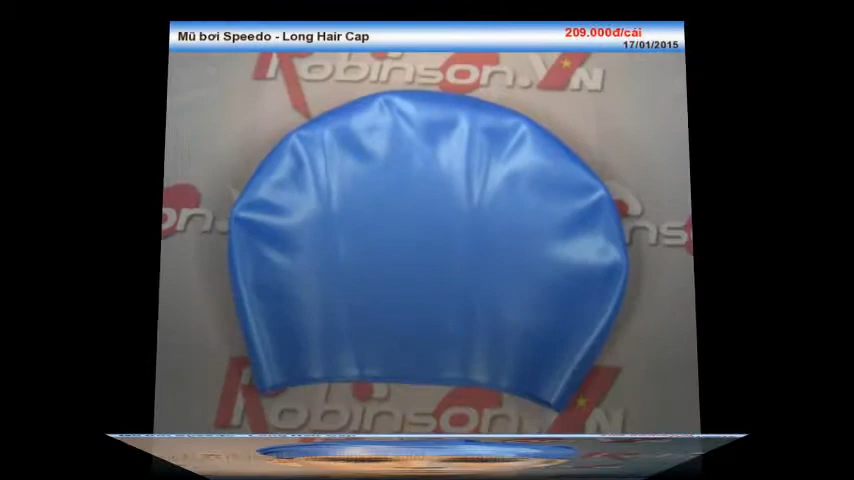 Mũ bơi Speedo - Long Hair Cap
209.000đ/cái
17/01/2015
Robinson.VN
Robinson.VN